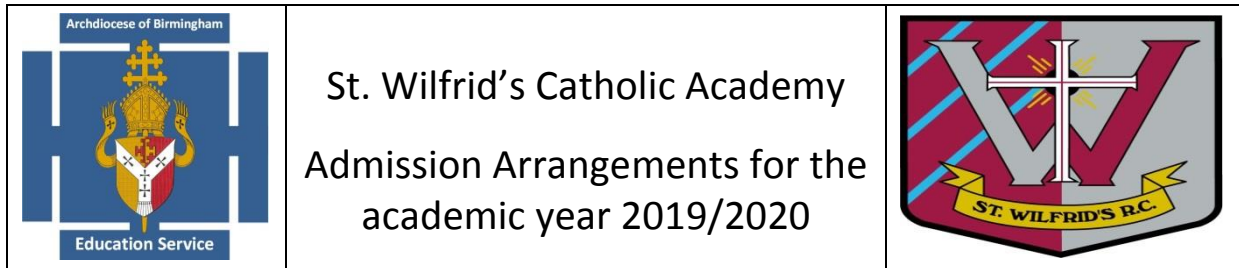 Archdiocese of Birmingham
Education Service
St. Wilfrid's Catholic Academy
Admission Arrangements for the
academic year 2019/2020
W
ST. WILFRID'S R.C.